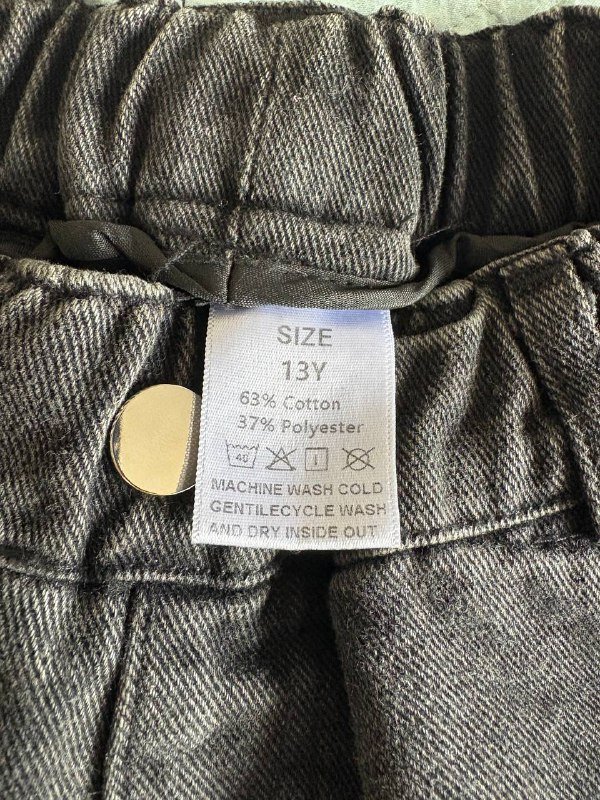 SIZE
13Y
63% Cotton
37% Polyester
40
MACHINE WASH COLD
GENTILECYCLE WASH
AND DRY INSIDE OUT